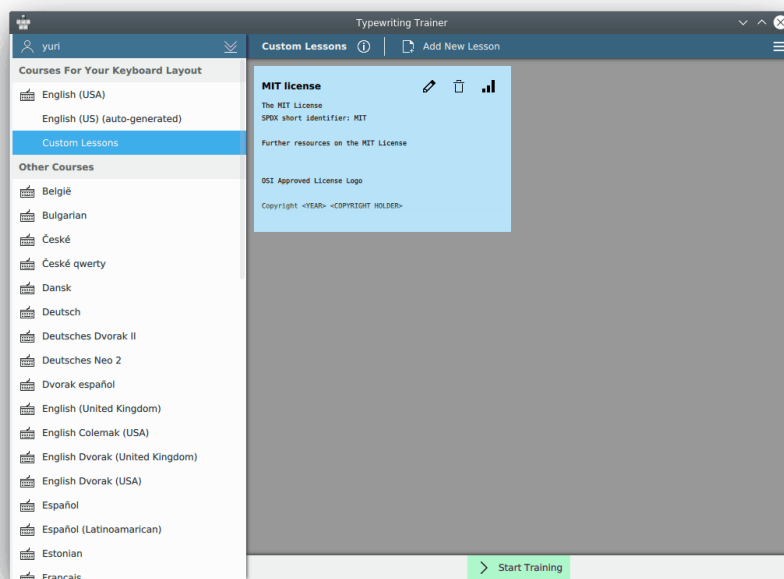 Typewriting Trainer
yuri
Courses For Your Keyboard Layout
English (USA)
English (US) (auto-generated)
Custom Lessons
Other Courses
België
Bulgarian
České
České qwerty
Dansk
Deutsch
Deutsches Dvorak II
Deutsches Neo 2
Dvorak español
English (United Kingdom)
English Colemak (USA)
English Dvorak (United Kingdom)
English Dvorak (USA)
Español
Español (Latinoamarican)
Estonian
Français
Custom Lessons
Add New Lesson
MIT license
The MIT License
SPDX short identifier: MIT
Further resources on the MIT License
OSI Approved License Logo
Copyright <YEAR> <COPYRIGHT HOLDER>
Start Training